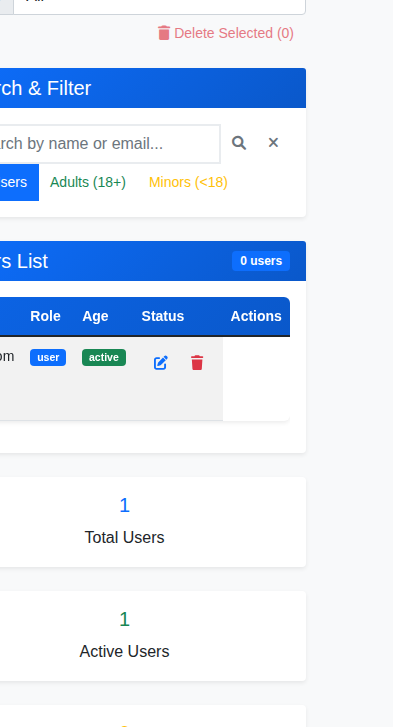 Delete Selected (0)
rch & Filter
rch by name or email...
sers Adults (18+) Minors (<18)
s List 0 users
Role Age Status Actions
om user active
1
Total Users
1
Active Users